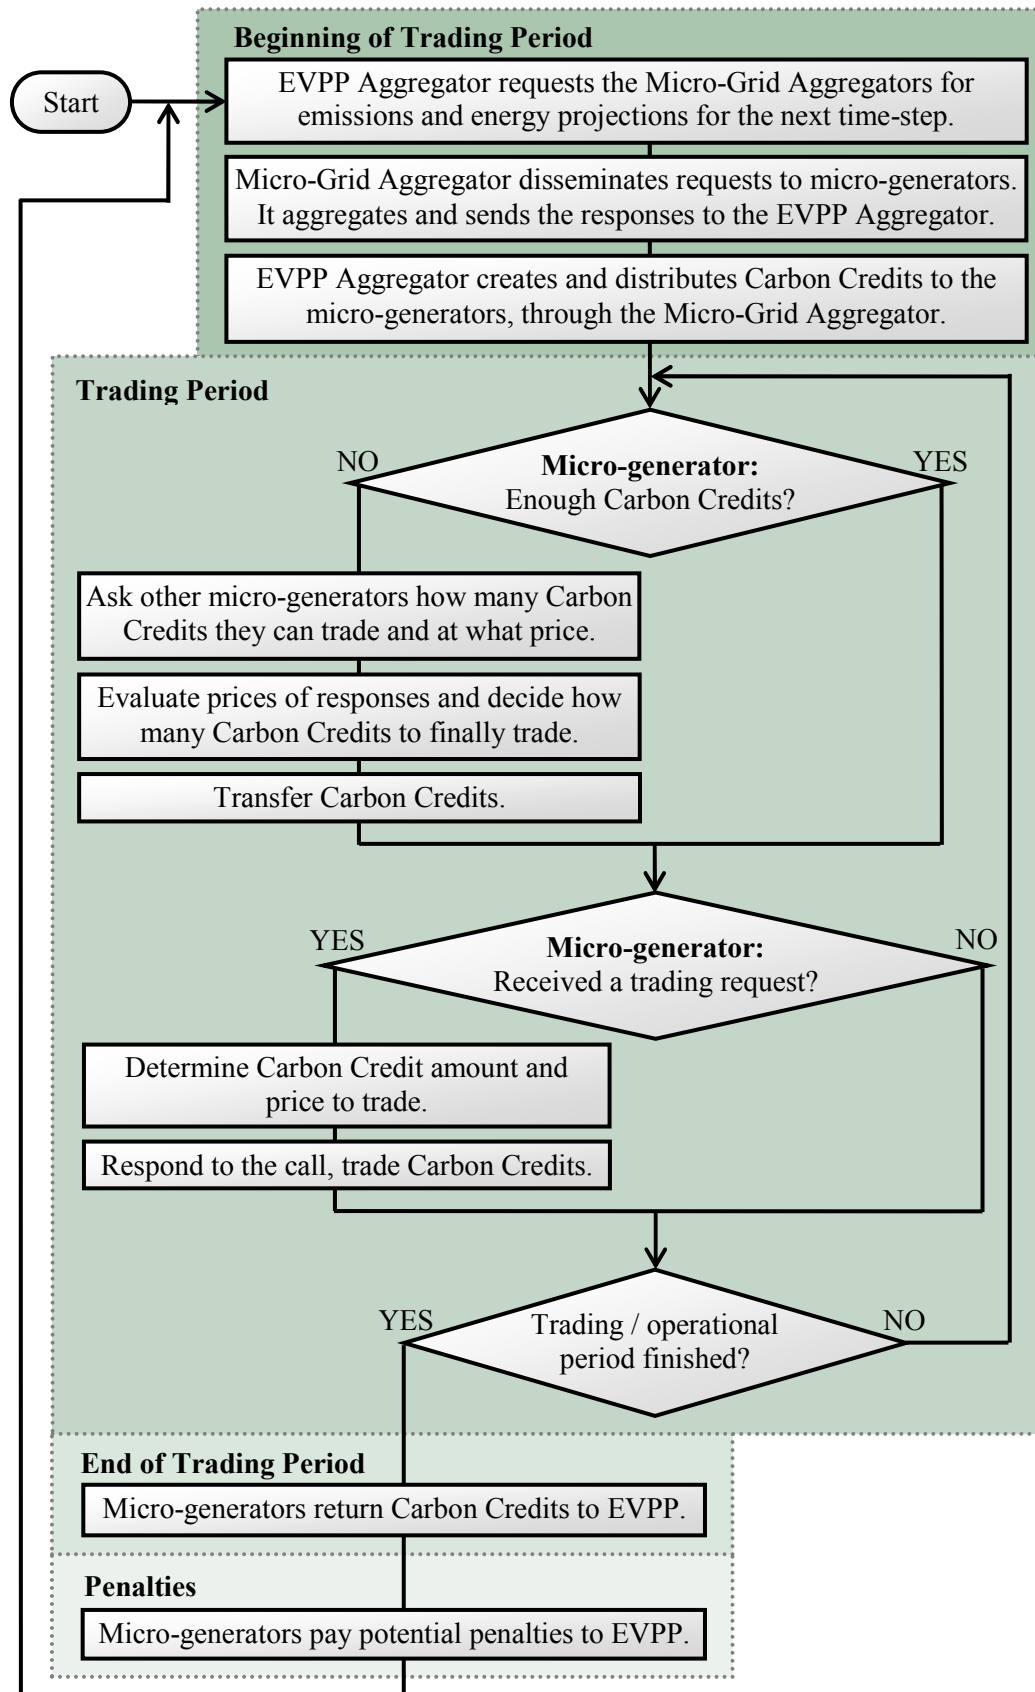 Beginning of Trading Period
Start
EVPP Aggregator requests the Micro-Grid Aggregators for
emissions and energy projections for the next time-step.
Micro-Grid Aggregator disseminates requests to micro-generators.
It aggregates and sends the responses to the EVPP Aggregator.
EVPP Aggregator creates and distributes Carbon Credits to the
micro-generators, through the Micro-Grid Aggregator.
Trading Period
NO
Micro-generator:
Enough Carbon Credits?
YES
Ask other micro-generators how many Carbon
Credits they can trade and at what price.
Evaluate prices of responses and decide how
many Carbon Credits to finally trade.
Transfer Carbon Credits.
YES
Micro-generator:
Received a trading request?
NO
Determine Carbon Credit amount and
price to trade.
Respond to the call, trade Carbon Credits.
YES
Trading / operational
period finished?
NO
End of Trading Period
Micro-generators return Carbon Credits to EVPP.
Penalties
Micro-generators pay potential penalties to EVPP.